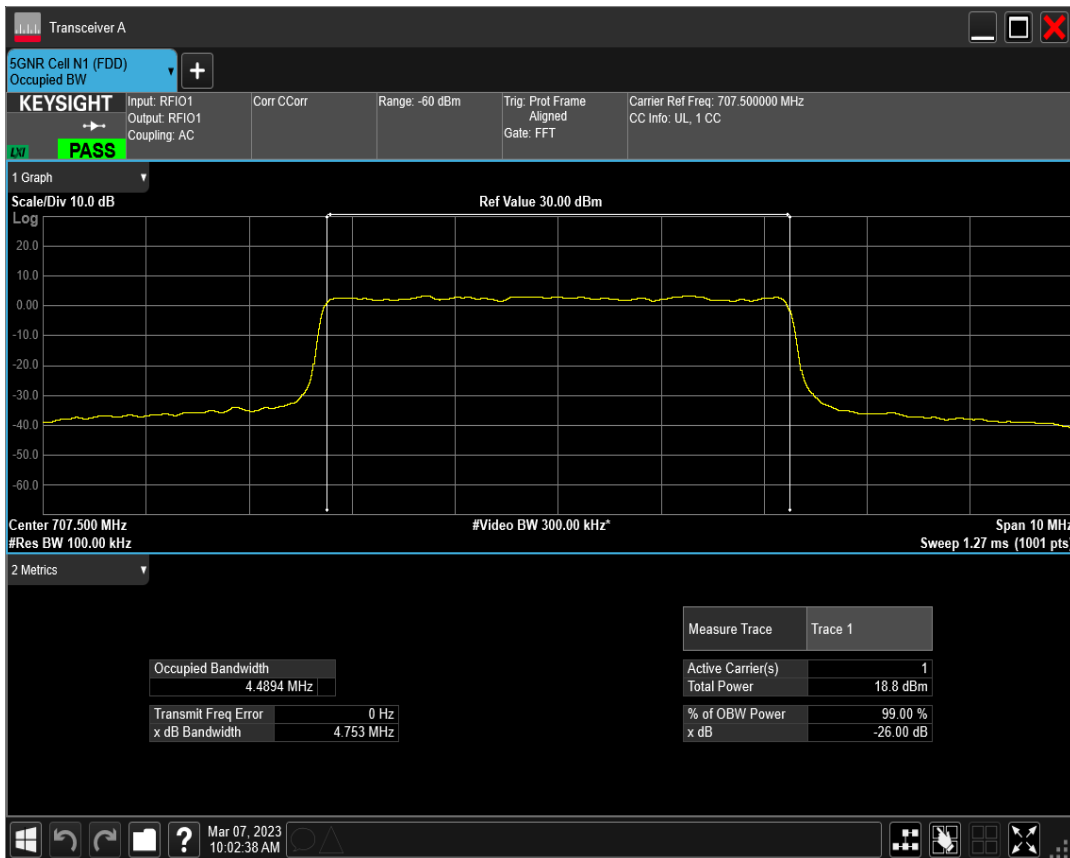 Transceiver A
5GNR Cell N1 (FDD)
Occupied BW
KEYSIGHT
LXI
PASS
Input: RFIO1
Output: RFIO1
Coupling: AC
Corr CCorr
Range: -60 dBm
Trig: Prot Frame
Aligned
Gate: FFT
Carrier Ref Freq: 707.500000 MHz
CC Info: UL, 1 CC
1 Graph
Scale/Div 10.0 dB
Ref Value 30.00 dBm
Log
20.0
10.0
0.00
-10.0
-20.0
-30.0
-40.0
-50.0
-60.0
Center 707.500 MHz
#Video BW 300.00 kHz*
Span 10 MHz
#Res BW 100.00 kHz
Sweep 1.27 ms (1001 pts)
2 Metrics
Measure Trace Trace 1
Occupied Bandwidth
4.4894 MHz
Active Carrier(s) 1
Total Power 18.8 dBm
Transmit Freq Error 0 Hz
x dB Bandwidth 4.753 MHz
% of OBW Power 99.00 %
x dB -26.00 dB
?
Mar 07, 2023
10:02:38 AM